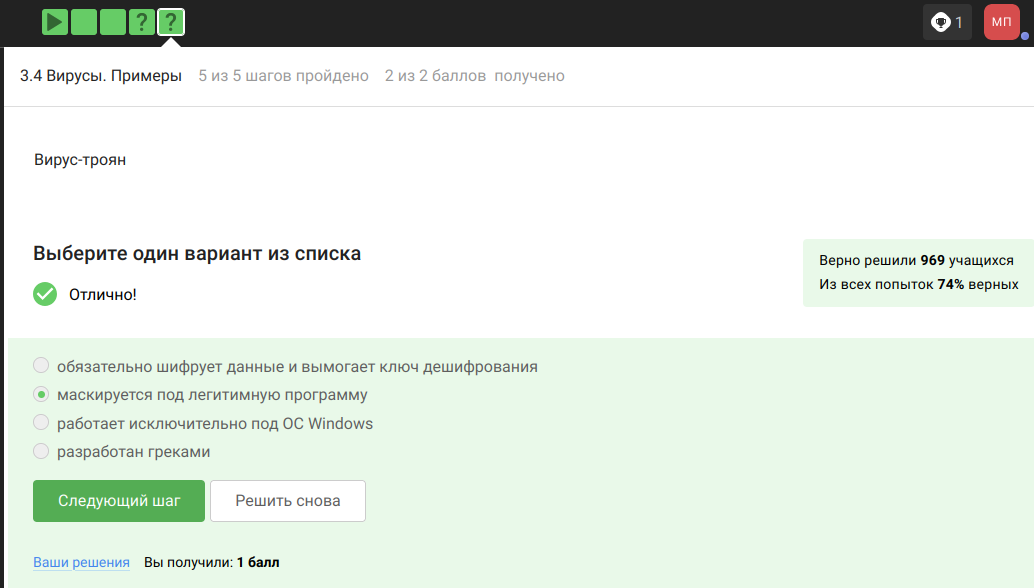 ? ?
1
МП
3.4 Вирусы. Примеры 5 из 5 шагов пройдено 2 из 2 баллов получено
Вирус-троян
Выберите один вариант из списка
Верно решили 969 учащихся
Из всех попыток 74% верных
Отлично!
обязательно шифрует данные и вымогает ключ дешифрования
маскируется под легитимную программу
работает исключительно под ОС Windows
разработан греками
Следующий шаг Решить снова
Ваши решения Вы получили: 1 балл